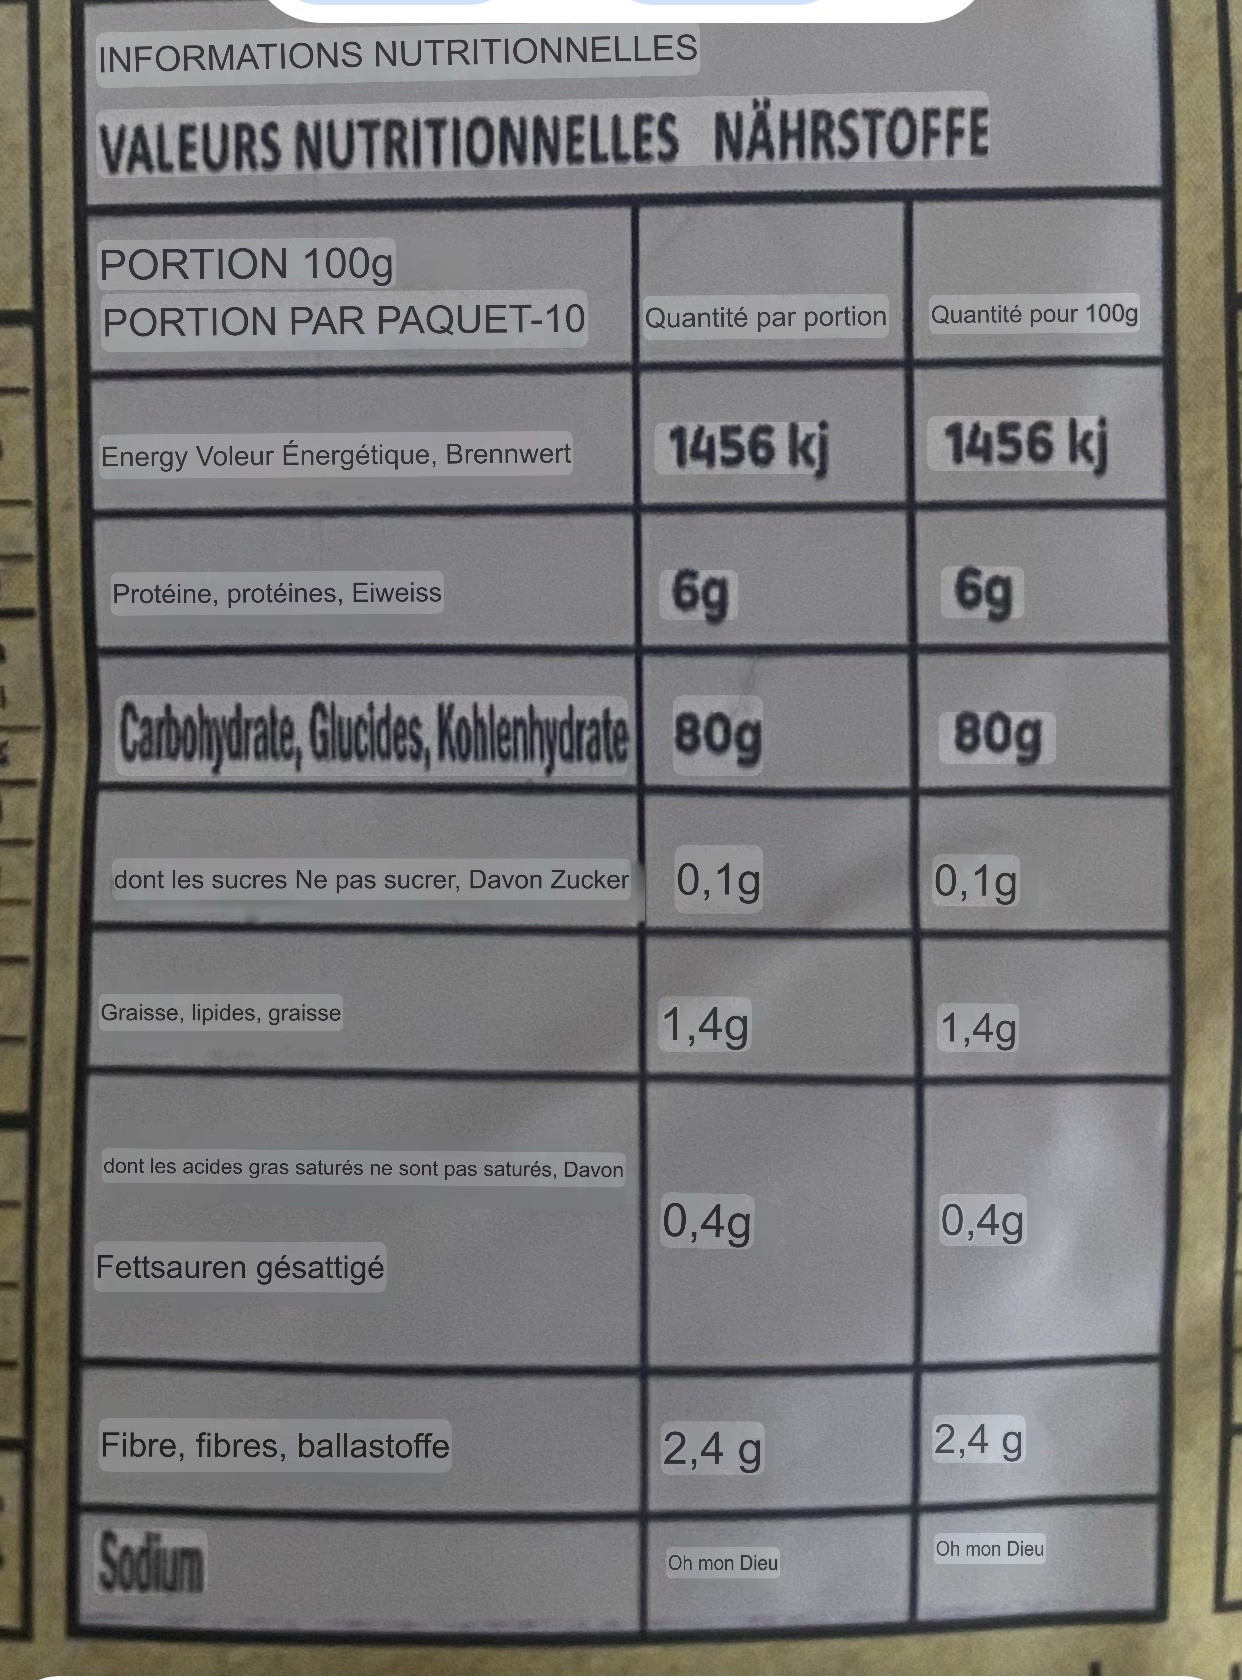 INFORMATIONS NUTRITIONNELLES
VALEURS NUTRITIONNELLES NÄHRSTOFFE
PORTION 100g
PORTION PAR PAQUET-10
Quantité par portion
Quantité pour 100g
Energy Voleur Énergétique, Brennwert
1456 kj
1456 kj
Protéine, protéines, Eiweiss
6g
6g
Carbohydrate, Glucides, Kohlenhydrate
80g
80g
dont les sucres Ne pas sucrer, Davon Zucker
0,1g
0,1g
Graisse, lipides, graisse
1,4g
1,4g
dont les acides gras saturés ne sont pas saturés, Davon
Fettsauren gésattigé
0,4g
0,4g
Fibre, fibres, ballastoffe
2,4 g
2,4 g
Sodium
Oh mon Dieu
Oh mon Dieu